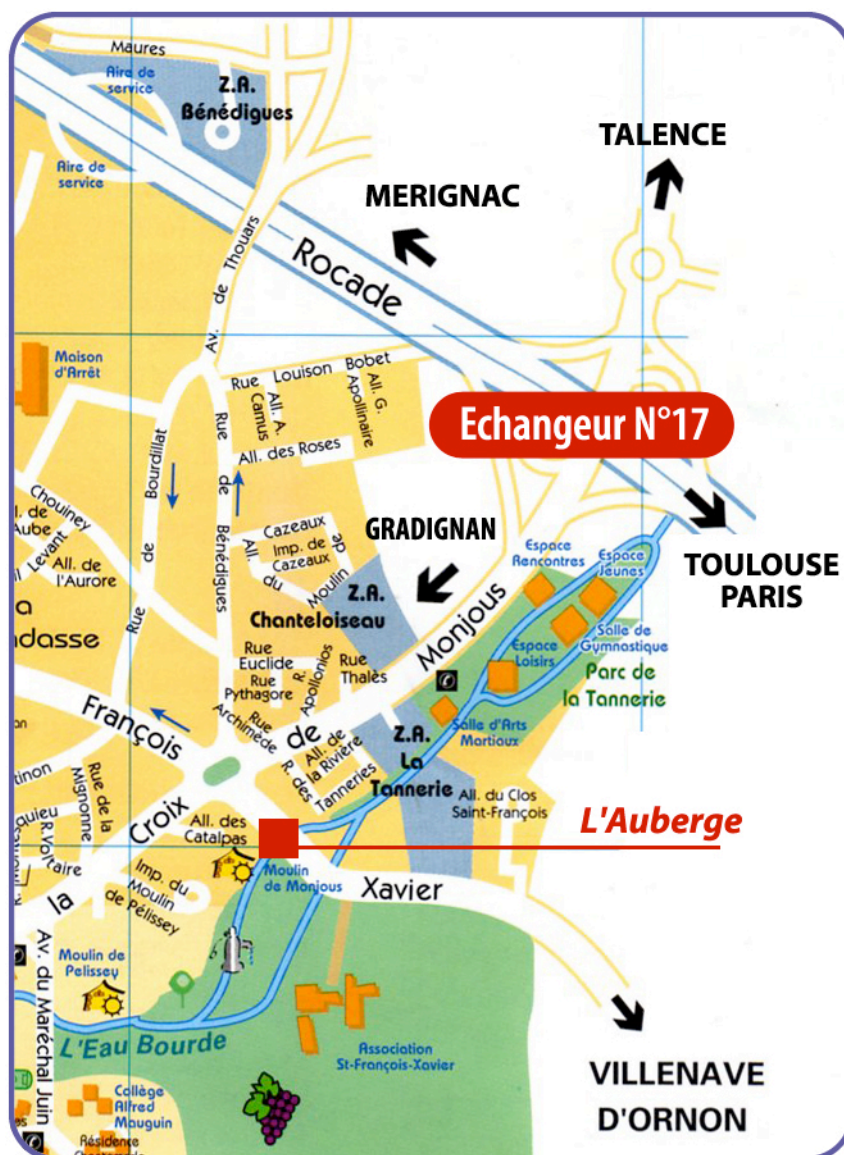 Maures
Aire de
service
Z.A.
Bénédigues
Aire de
service
TALENCE
MERIGNAC
Rocade
Av. de Thouars
Maison
d'Arrêt
Rue Louison Bobet
All. A.
Camus
All. G.
Apollinaire
Echangeur N°17
All. des Roses
Rue de Bourdillat
Rue de Bénédigues
Chouiney
All. de
l'Aurore
Levant
Cazeaux
Imp. de
Cazeaux
All. du Moulin de
GRADIGNAN
Z.A.
Chanteloiseau
TOULOUSE
PARIS
Espace
Rencontres
Espace
Jeunes
Espace
Loisirs
Salle de
Gymnastique
Parc de
la Tannerie
Monjous
de
la
Croix
Rue
Euclide
Rue
Pythagore
R.
Apollonios
Rue
Thalès
Rue
Archimède
François
Xavier
Salle d'Arts
Martiaux
Z.A.
La
Tannerie
All. de
la Rivière
R. des
Tanneries
All. du Clos
Saint-François
L'Auberge
All. des
Catalpas
Moulin
de Monjous
Rue de la
Mignonne
R. Voltaire
Imp. du
Moulin
de Pélissey
Moulin de
Pelissey
Av. du Maréchal Juin
L'Eau Bourde
Association
St-François-Xavier
VILLENAVE
D'ORNON
Collège
Alfred
Mauguin
Résidence